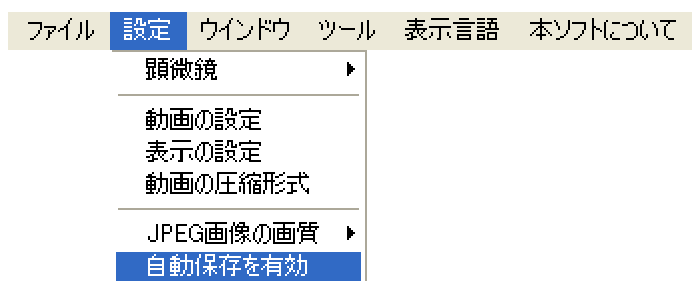 ファイル 設定 ウインドウ ツール 表示言語 本ソフトについて
顕微鏡
動画の設定
表示の設定
動画の圧縮形式
JPEG画像の画質
自動保存を有効